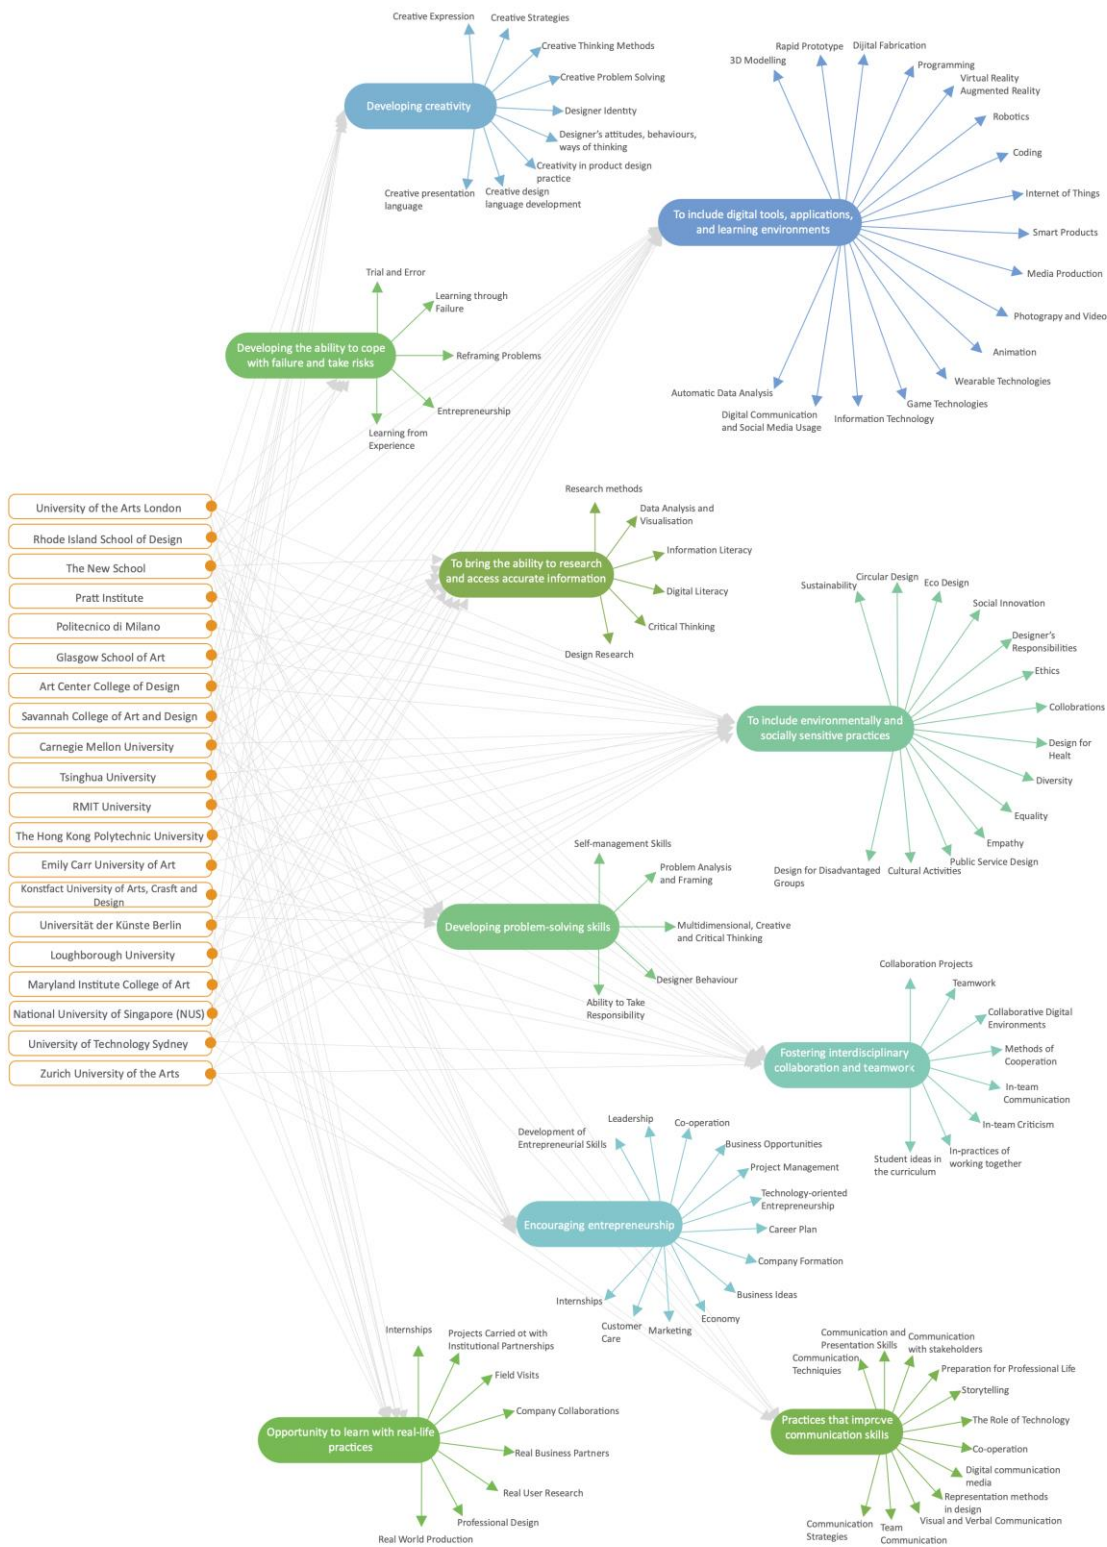 Creative Expression
Creative Strategies
Creative Thinking Methods
Creative Problem Solving
Developing creativity
Designer Identity
Designer's attitudes, behaviours,
ways of thinking
Creativity in product design
practice
Creative design
language development
Creative presentation
language
3D Modelling
Rapid Prototype
Dijital Fabrication
Programming
Virtual Reality
Augmented Reality
Robotics
Coding
Internet of Things
To include digital tools, applications,
and learning environments
Smart Products
Media Production
Photograpy and Video
Animation
Wearable Technologies
Game Technologies
Information Technology
Digital Communication
and Social Media Usage
Automatic Data Analysis
Trial and Error
Learning through
Failure
Developing the ability to cope
with failure and take risks
Reframing Problems
Entrepreneurship
Learning from
Experience
University of the Arts London
Rhode Island School of Design
The New School
Pratt Institute
Politecnico di Milano
Glasgow School of Art
Art Center College of Design
Savannah College of Art and Design
Carnegie Mellon University
Tsinghua University
RMIT University
The Hong Kong Polytechnic University
Emily Carr University of Art
Konstfact University of Arts, Crasft and
Design
Universität der Künste Berlin
Loughborough University
Maryland Institute College of Art
National University of Singapore (NUS)
University of Technology Sydney
Zurich University of the Arts
Research methods
Data Analysis and
Visualisation
Information Literacy
To bring the ability to research
and access accurate information
Digital Literacy
Critical Thinking
Design Research
Sustainability
Circular Design
Eco Design
Social Innovation
Designer's
Responsibilities
Ethics
Collobrations
To include environmentally and
socially sensitive practices
Design for
Healt
Diversity
Equality
Empathy
Public Service Design
Cultural Activities
Design for Disadvantaged
Groups
Self-management Skills
Problem Analysis
and Framing
Developing problem-solving skills
Multidimensional, Creative
and Critical Thinking
Designer Behaviour
Ability to Take
Responsibility
Collaboration Projects
Teamwork
Collaborative Digital
Environments
Methods of
Cooperation
Fostering interdisciplinary
collaboration and teamwork
In-team
Communication
In-team Criticism
In-practices of
working together
Student ideas in
the curriculum
Development of
Entrepreneurial Skills
Leadership
Co-operation
Business Opportunities
Project Management
Technology-oriented
Entrepreneurship
Encouraging entrepreneurship
Career Plan
Company Formation
Business Ideas
Economy
Marketing
Customer
Care
Internships
Internships
Projects Carried ot with
Institutional Partnerships
Field Visits
Company Collaborations
Opportunity to learn with real-life
practices
Real Business Partners
Real User Research
Professional Design
Real World Production
Communication and
Presentation Skills
Communication
Techniquies
Communication
with stakeholders
Preparation for Professional Life
Storytelling
The Role of Technology
Practices that improve
communication skills
Co-operation
Digital communication
media
Representation methods
in design
Visual and Verbal Communication
Team
Communication
Communication
Strategies